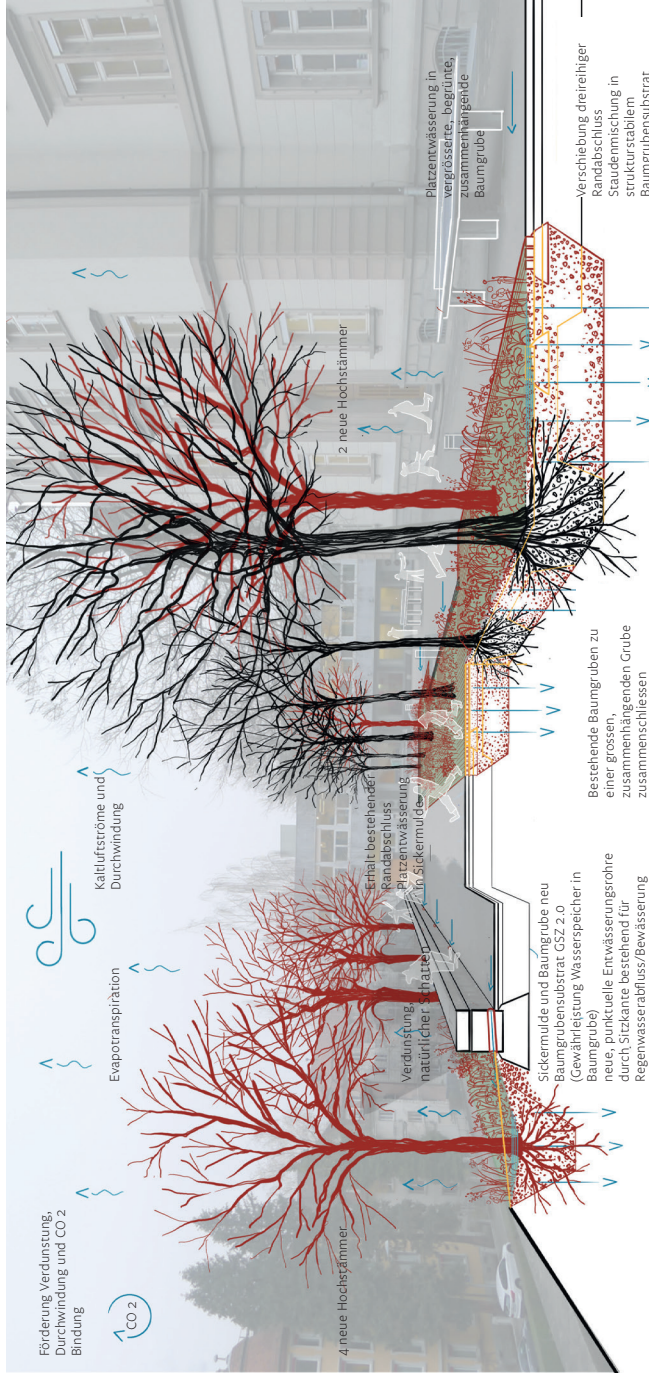 Förderung Verdunstung,
Durchwindung und CO 2
Bindung
CO 2
Evapotranspiration
Kaltluftströme und
Durchwindung
4 neue Hochstämmer
Verdunstung,
natürlicher Schatten
Erhalt bestehender
Randabschluss
Platzentwässerung
in Sickermulde
2 neue Hochstämmer
Platzentwässerung in
vergrösserte, begrünte,
zusammenhängende
Baumgrube
Sickermulde und Baumgrube neu
Baumgrubensubstrat GSZ 2.0
(Gewährleistung Wasserspeicher in
Baumgrube)
neue, punktuelle Entwässerungsrohre
durch Sitzkante bestehend für
Regenwasserabfluss/Bewässerung
Bestehende Baumgruben zu
einer grossen,
zusammenhängenden Grube
zusammenschliessen
Verschiebung dreireihiger
Randabschluss
Staudenmischung in
strukturstabilem
Baumgrubensubstrat